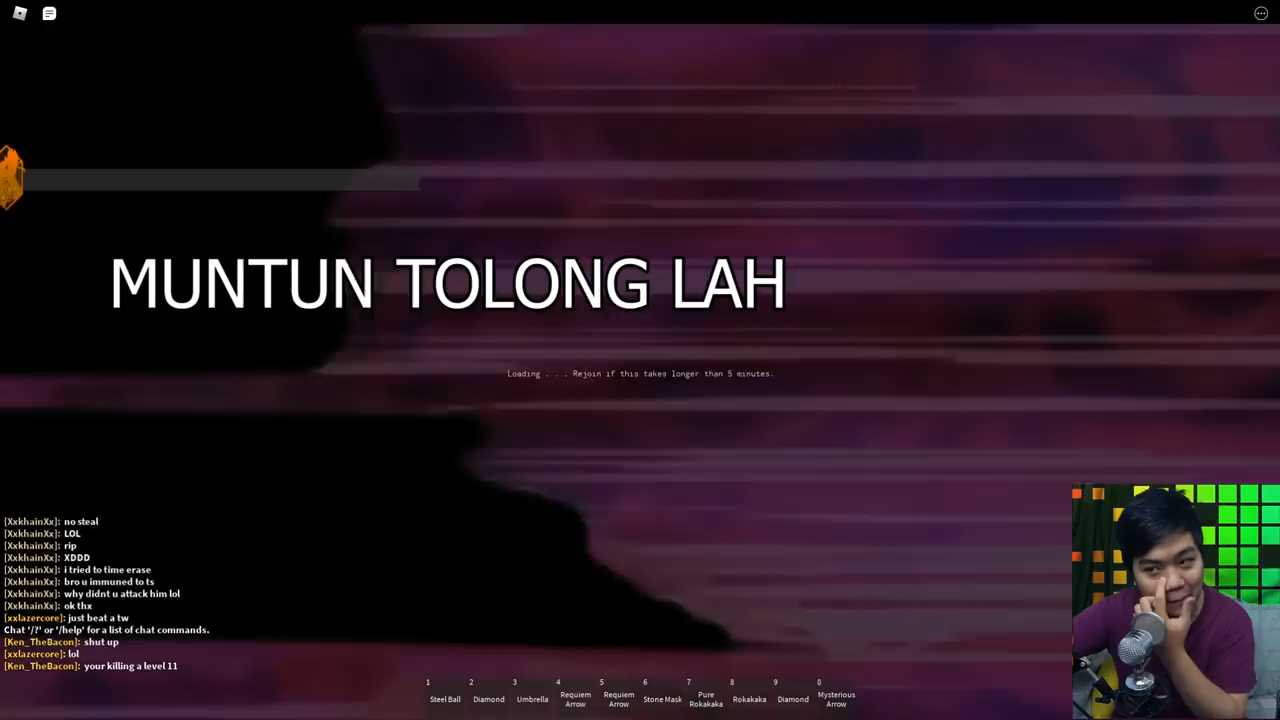 MUNTUN TOLONG LAH
Loading . . . Rejoin if this takes longer than 5 minutes.
[XxkhainXx]: no steal
[XxkhainXx]: LOL
[XxkhainXx]: rip
[XxkhainXx]: XDDD
[XxkhainXx]: i tried to time erase
[XxkhainXx]: bro u immuned to ts
[XxkhainXx]: why didnt u attack him lol
[XxkhainXx]: ok thx
[xxlazercore]: just beat a tw
Chat '/?' or '/help' for a list of chat commands.
[Ken_TheBacon]: shut up
[xxlazercore]: lol
[Ken_TheBacon]: your killing a level 11
1 2 3 4 5 6 7 8 9 0
Steel Ball Diamond Umbrella Requiem Arrow Requiem Arrow Stone Mask Pure Rokakaka Rokakaka Diamond Mysterious Arrow